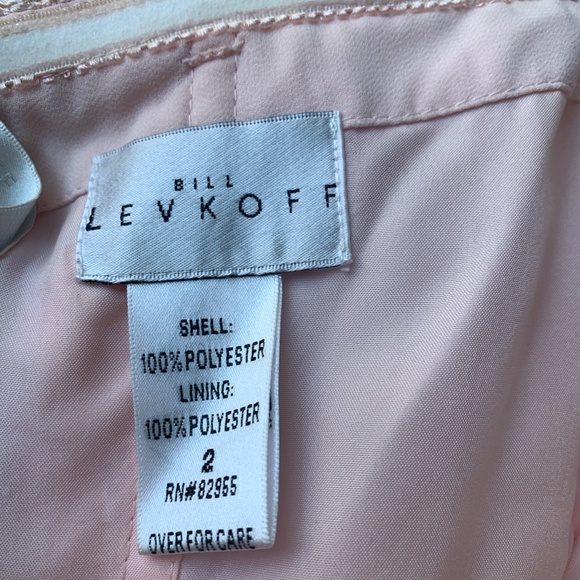 BILL
LEVKOFF
SHELL:
100% POLYESTER
LINING:
100% POLYESTER
2
RN#82955
OVER FOR CARE